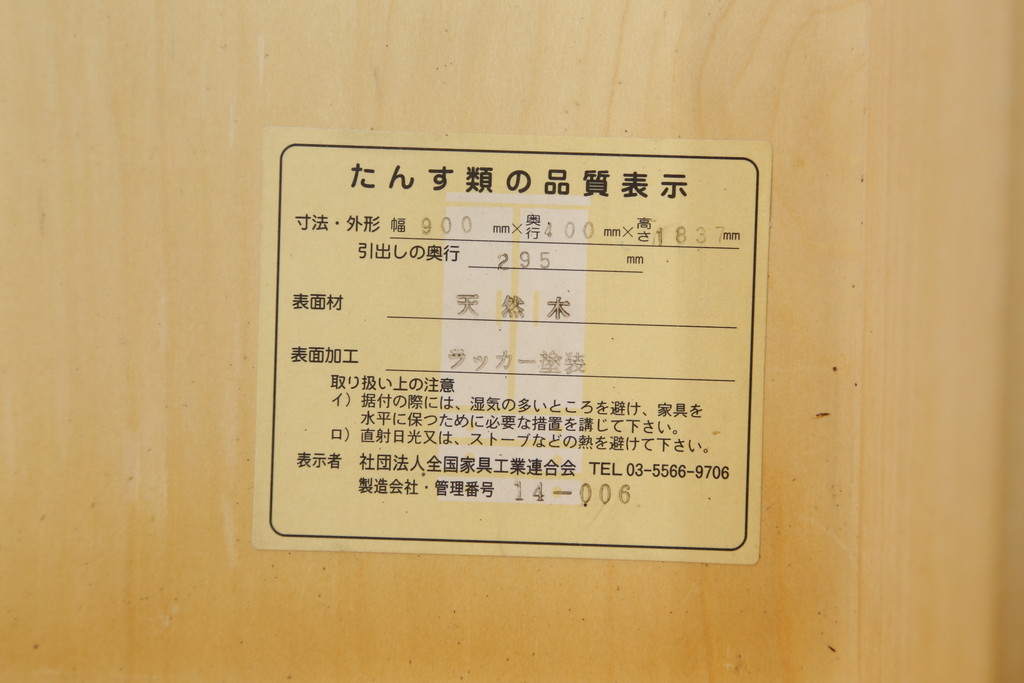 たんす類の品質表示
寸法・外形 幅 900 mm×奥行 400 mm×高さ 1837 mm
引出しの奥行 295 mm
表面材 天然木
表面加工 ラッカー塗装
取り扱い上の注意
イ）据付の際には、湿気の多いところを避け、家具を
水平に保つために必要な措置を講じて下さい。
ロ）直射日光又は、ストーブなどの熱を避けて下さい。
表示者 社団法人全国家具工業連合会 TEL 03-5566-9706
製造会社・管理番号 14-006